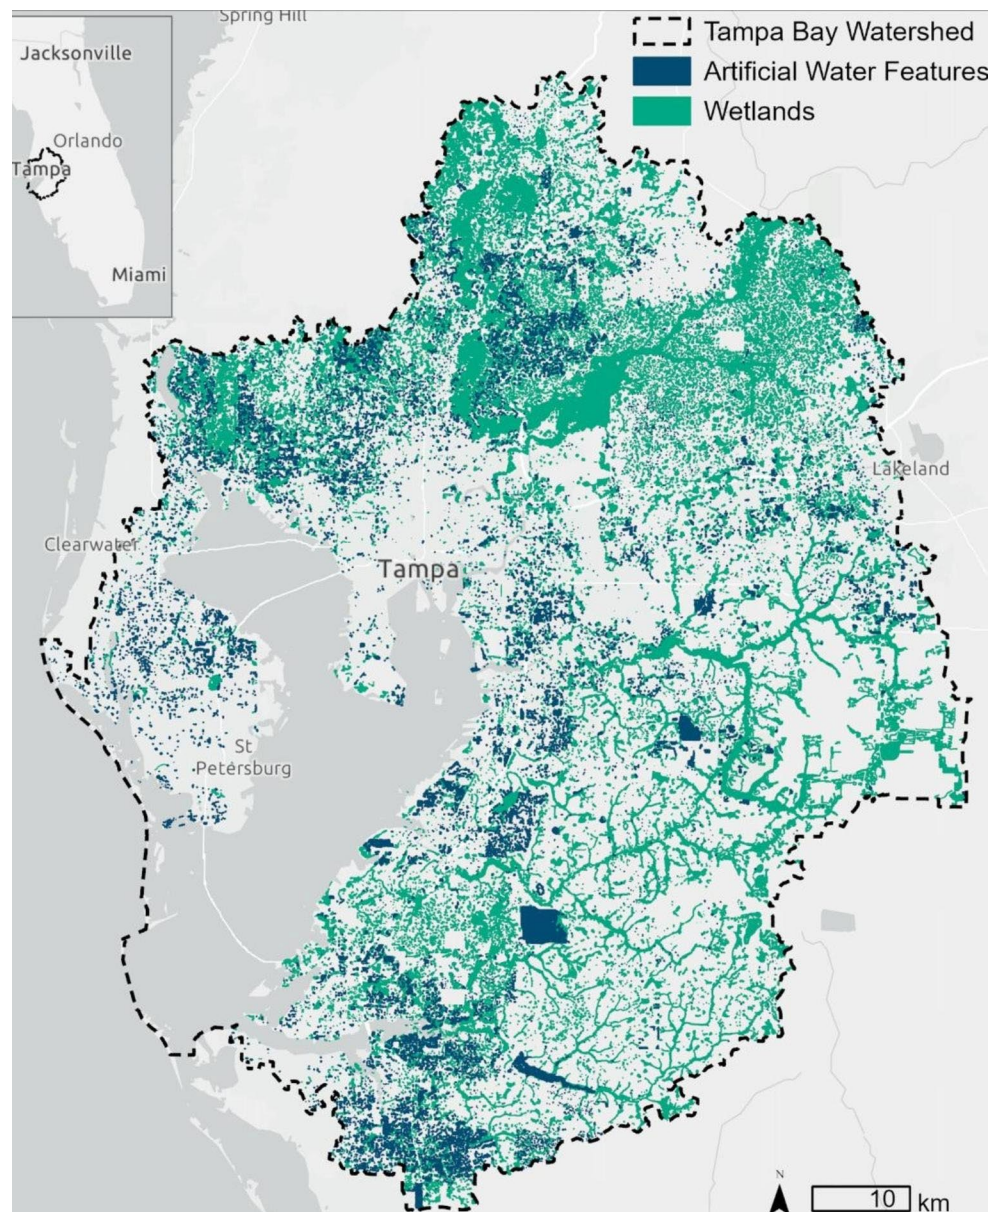 Spring Hill
Jacksonville
Orlando
Tampa
Miami
Tampa Bay Watershed
Artificial Water Features
Wetlands
Lakeland
Clearwater
Tampa
St
Petersburg
N
10 km